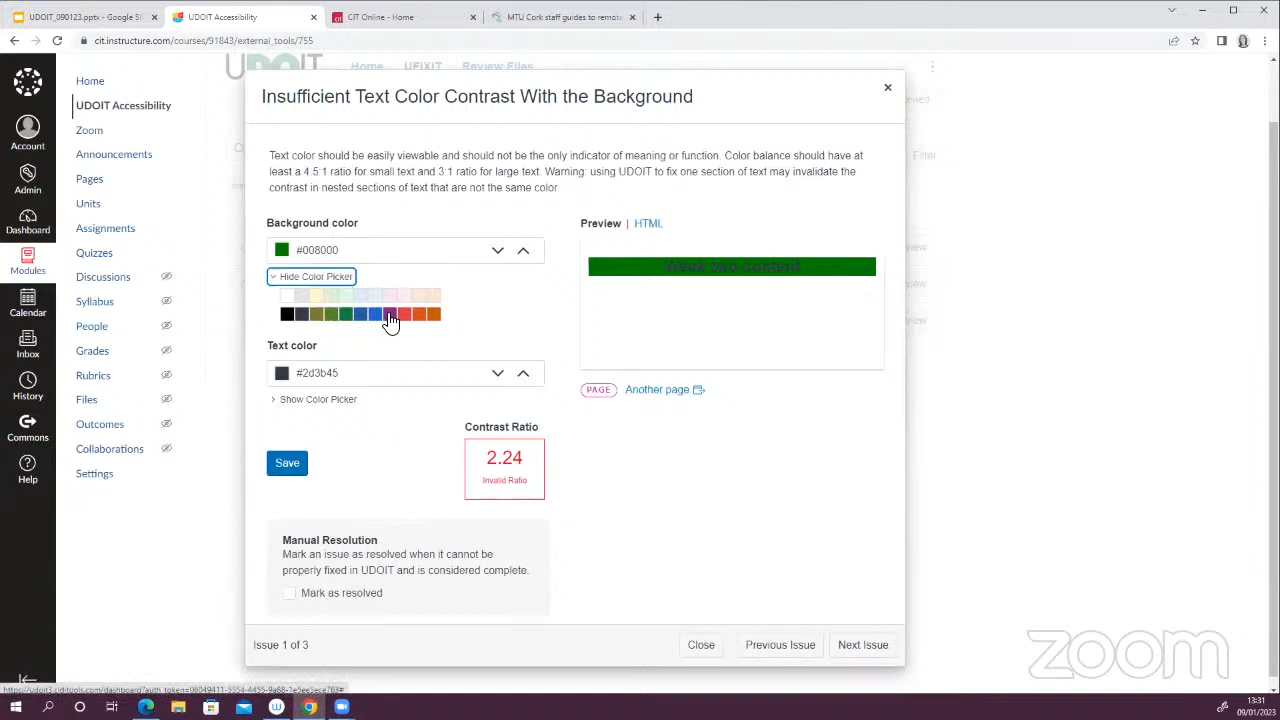 UDOIT_090123.pptx - Google Sli
UDOIT Accessibility
CIT Online - Home
MTU Cork staff guides to remote
cit.instructure.com/courses/91843/external_tools/755
Account
Admin
Dashboard
Modules
Calendar
Inbox
History
Commons
Help
Home
UDOIT Accessibility
Zoom
Announcements
Pages
Units
Assignments
Quizzes
Discussions
Syllabus
People
Grades
Rubrics
Files
Outcomes
Collaborations
Settings
UDOIT
Home
UFIXIT
Review Files
Filter
Insufficient Text Color Contrast With the Background
Text color should be easily viewable and should not be the only indicator of meaning or function. Color balance should have at
least a 4.5:1 ratio for small text and 3:1 ratio for large text. Warning: using UDOIT to fix one section of text may invalidate the
contrast in nested sections of text that are not the same color.
Background color
#008000
Hide Color Picker
Text color
#2d3b45
Show Color Picker
Contrast Ratio
2.24
Invalid Ratio
Save
Preview | HTML
PAGE
Another page
Manual Resolution
Mark an issue as resolved when it cannot be
properly fixed in UDOIT and is considered complete.
Mark as resolved
issue 1 of 3
Close
Previous Issue
Next Issue
zoom
13:31
09/01/2023